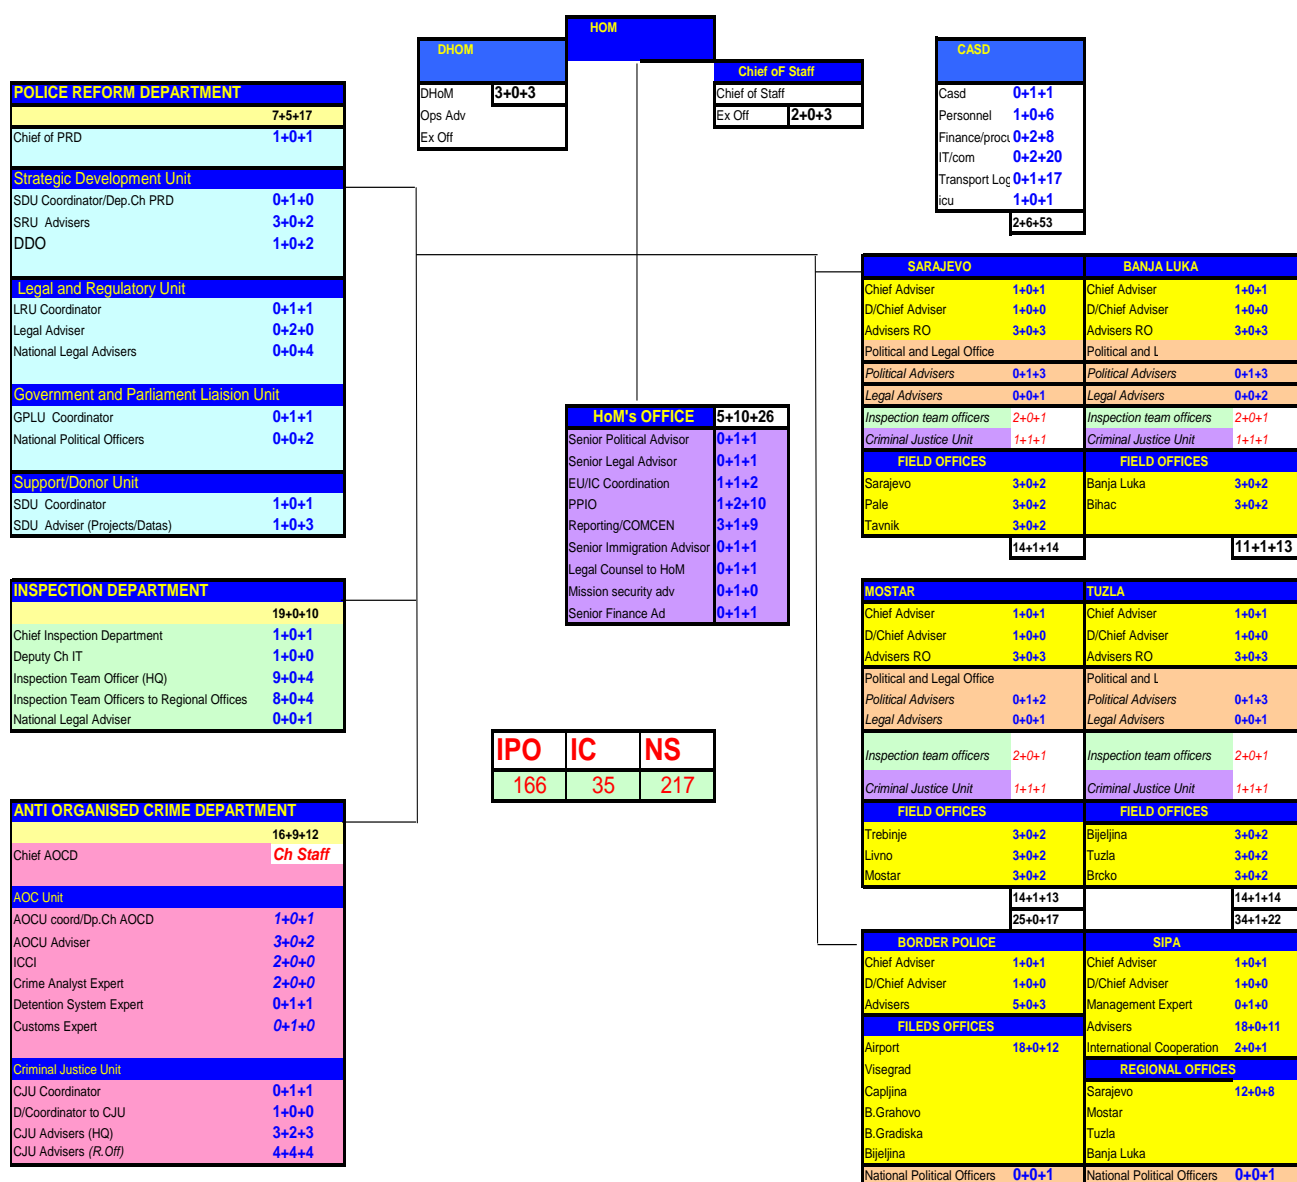 HOM
DHOM
DHoM 3+0+3
Ops Adv
Ex Off
Chief oF Staff
Chief of Staff
Ex Off 2+0+3
CASD
Casd 0+1+1
Personnel 1+0+6
Finance/procu 0+2+8
IT/com 0+2+20
Transport Log 0+1+17
icu 1+0+1
2+6+53
POLICE REFORM DEPARTMENT
7+5+17
Chief of PRD 1+0+1
Strategic Development Unit
SDU Coordinator/Dep.Ch PRD 0+1+0
SRU Advisers 3+0+2
DDO 1+0+2
Legal and Regulatory Unit
LRU Coordinator 0+1+1
Legal Adviser 0+2+0
National Legal Advisers 0+0+4
Government and Parliament Liaision Unit
GPLU Coordinator 0+1+1
National Political Officers 0+0+2
Support/Donor Unit
SDU Coordinator 1+0+1
SDU Adviser (Projects/Datas) 1+0+3
INSPECTION DEPARTMENT
19+0+10
Chief Inspection Department 1+0+1
Deputy Ch IT 1+0+0
Inspection Team Officer (HQ) 9+0+4
Inspection Team Officers to Regional Offices 8+0+4
National Legal Adviser 0+0+1
ANTI ORGANISED CRIME DEPARTMENT
16+9+12
Chief AOCD Ch Staff
AOC Unit
AOCU coord/Dp.Ch AOCD 1+0+1
AOCU Adviser 3+0+2
ICCI 2+0+0
Crime Analyst Expert 2+0+0
Detention System Expert 0+1+1
Customs Expert 0+1+0
Criminal Justice Unit
CJU Coordinator 0+1+1
D/Coordinator to CJU 1+0+0
CJU Advisers (HQ) 3+2+3
CJU Advisers (R.Off) 4+4+4
HoM's OFFICE 5+10+26
Senior Political Advisor 0+1+1
Senior Legal Advisor 0+1+1
EU/IC Coordination 1+1+2
PPIO 1+2+10
Reporting/COMCEN 3+1+9
Senior Immigration Advisor 0+1+1
Legal Counsel to HoM 0+1+1
Mission security adv 0+1+0
Senior Finance Ad 0+1+1
IPO IC NS
166 35 217
SARAJEVO BANJA LUKA
Chief Adviser 1+0+1 Chief Adviser 1+0+1
D/Chief Adviser 1+0+0 D/Chief Adviser 1+0+0
Advisers RO 3+0+3 Advisers RO 3+0+3
Political and Legal Office Political and L
Political Advisers 0+1+3 Political Advisers 0+1+3
Legal Advisers 0+0+1 Legal Advisers 0+0+2
Inspection team officers 2+0+1 Inspection team officers 2+0+1
Criminal Justice Unit 1+1+1 Criminal Justice Unit 1+1+1
FIELD OFFICES FIELD OFFICES
Sarajevo 3+0+2 Banja Luka 3+0+2
Pale 3+0+2 Bihac 3+0+2
Tavnik 3+0+2
14+1+14 11+1+13
MOSTAR TUZLA
Chief Adviser 1+0+1 Chief Adviser 1+0+1
D/Chief Adviser 1+0+0 D/Chief Adviser 1+0+0
Advisers RO 3+0+3 Advisers RO 3+0+3
Political and Legal Office Political and L
Political Advisers 0+1+2 Political Advisers 0+1+3
Legal Advisers 0+0+1 Legal Advisers 0+0+1
Inspection team officers 2+0+1 Inspection team officers 2+0+1
Criminal Justice Unit 1+1+1 Criminal Justice Unit 1+1+1
FIELD OFFICES FIELD OFFICES
Trebinje 3+0+2 Bijeljina 3+0+2
Livno 3+0+2 Tuzla 3+0+2
Mostar 3+0+2 Brcko 3+0+2
14+1+13 14+1+14
25+0+17 34+1+22
BORDER POLICE SIPA
Chief Adviser 1+0+1 Chief Adviser 1+0+1
D/Chief Adviser 1+0+0 D/Chief Adviser 1+0+0
Advisers 5+0+3 Management Expert 0+1+0
FILEDS OFFICES Advisers 18+0+11
Airport 18+0+12 International Cooperation 2+0+1
Visegrad REGIONAL OFFICES
Capljina Sarajevo 12+0+8
B.Grahovo Mostar
B.Gradiska Tuzla
Bijeljina Banja Luka
National Political Officers 0+0+1 National Political Officers 0+0+1